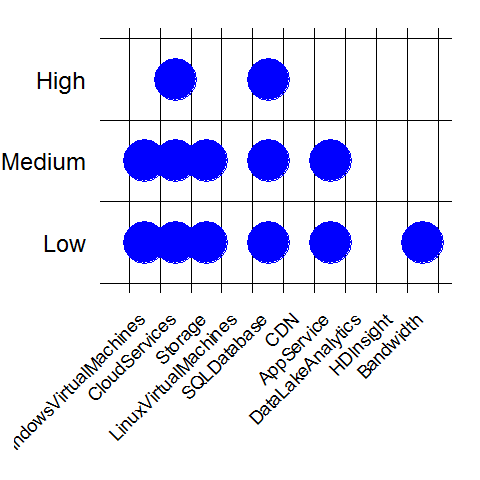 High
Medium
Low
ndowsVirtualMachines
CloudServices
Storage
LinuxVirtualMachines
SQLDatabase
CDN
AppService
DataLakeAnalytics
HDInsight
Bandwidth